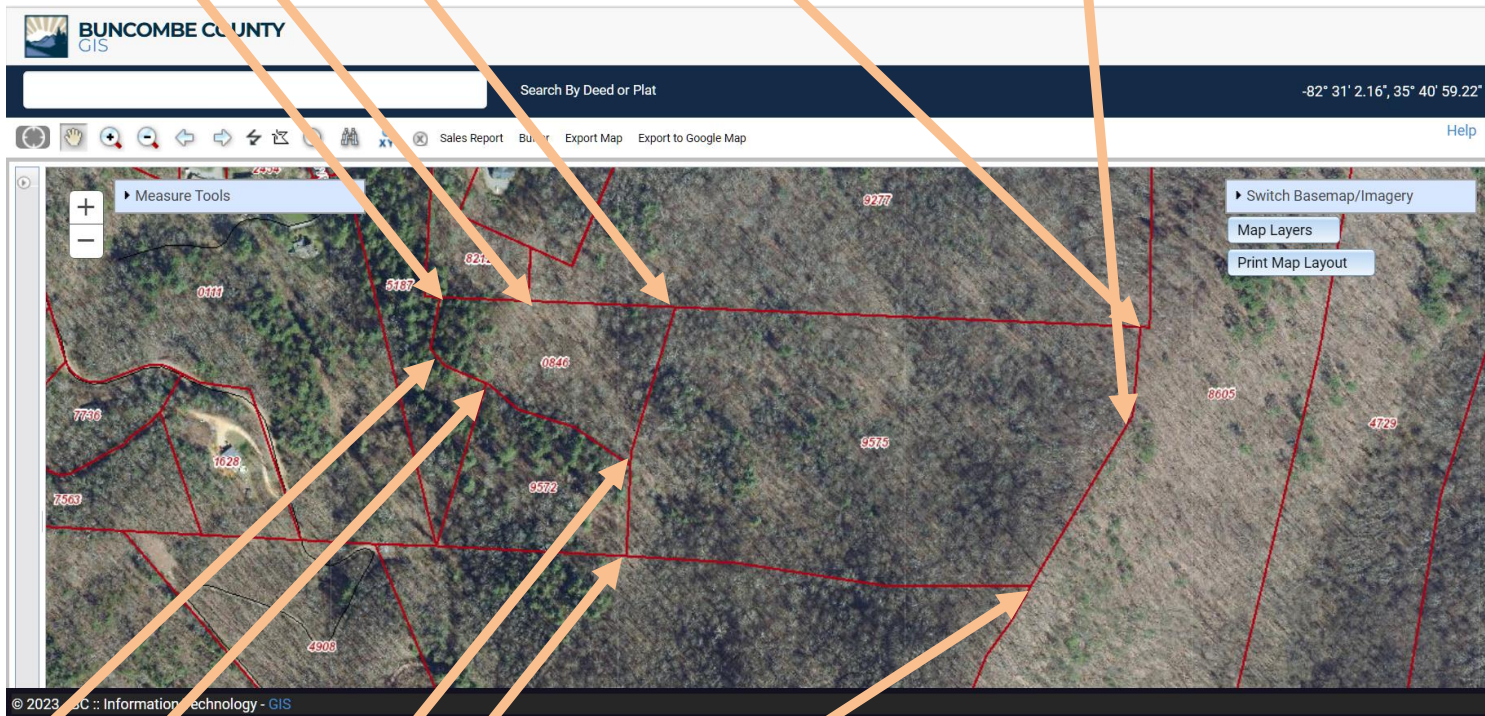 BUNCOMBE COUNTY
GIS
Search By Deed or Plat
-82° 31' 2.16", 35° 40' 59.22"
Sales Report
Export Map
Export to Google Map
Help
+
Measure Tools
−
Switch Basemap/Imagery
Map Layers
Print Map Layout
9277
0111
5187
0846
8605
7736
4729
9575
1628
7563
9572
4908
© 2023 :: Information Technology - GIS